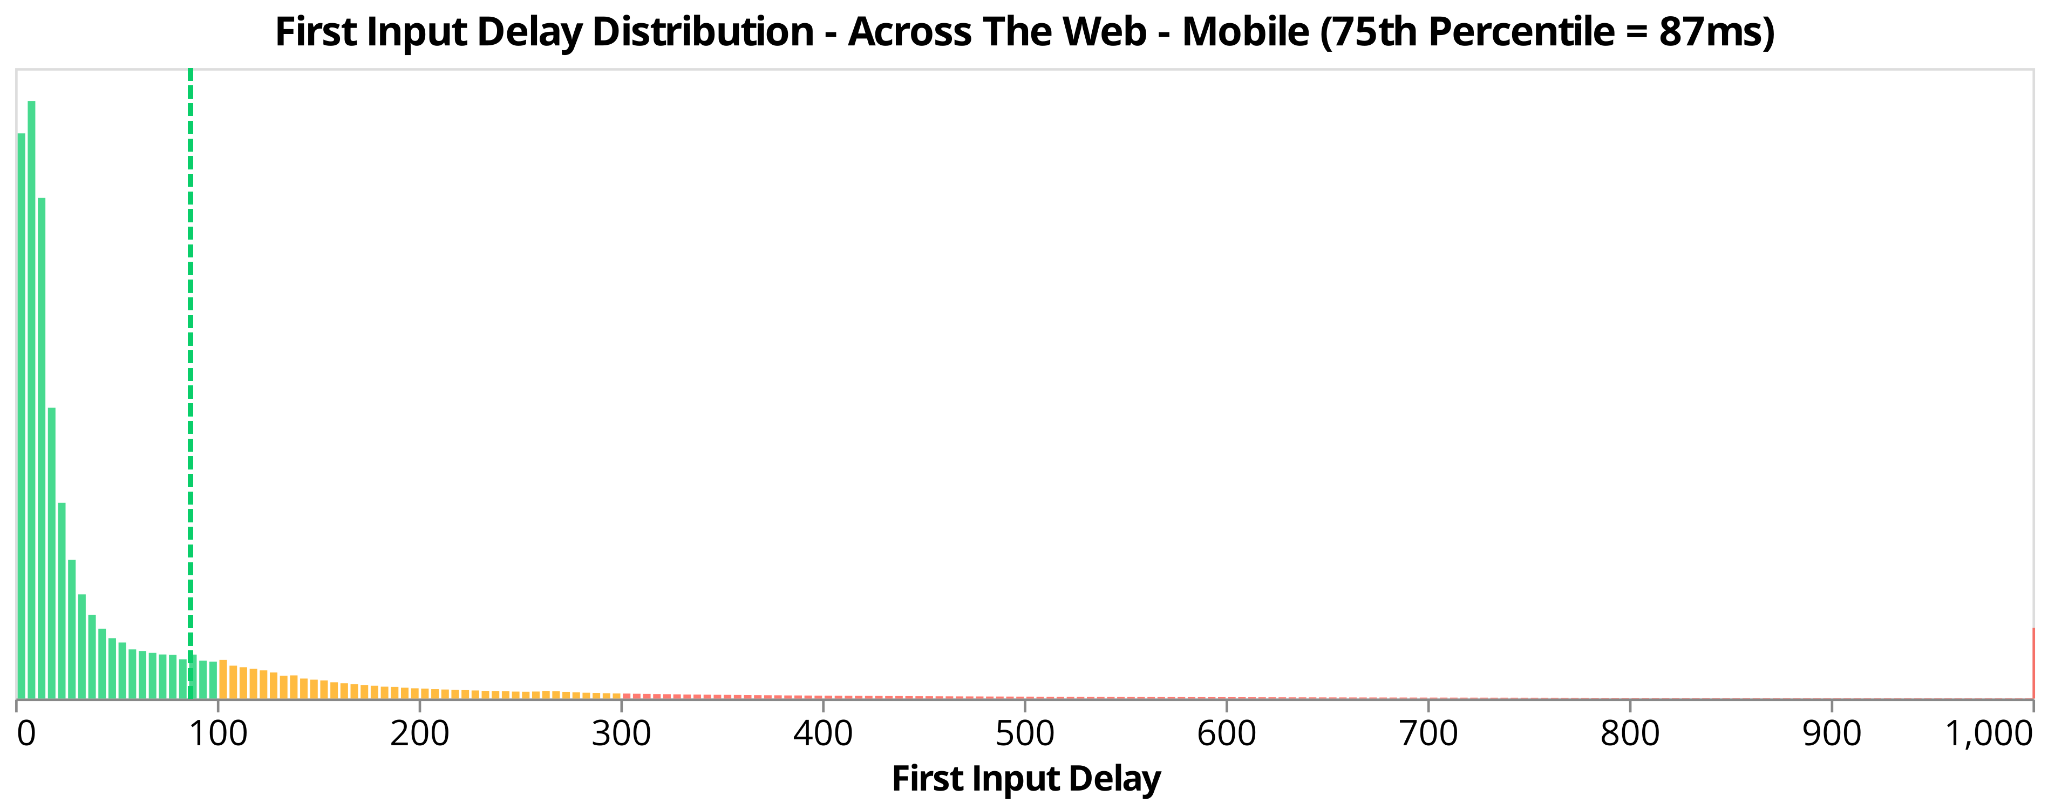 First Input Delay Distribution - Across The Web - Mobile (75th Percentile = 87ms)
0 100 200 300 400 500 600 700 800 900 1,000
First Input Delay